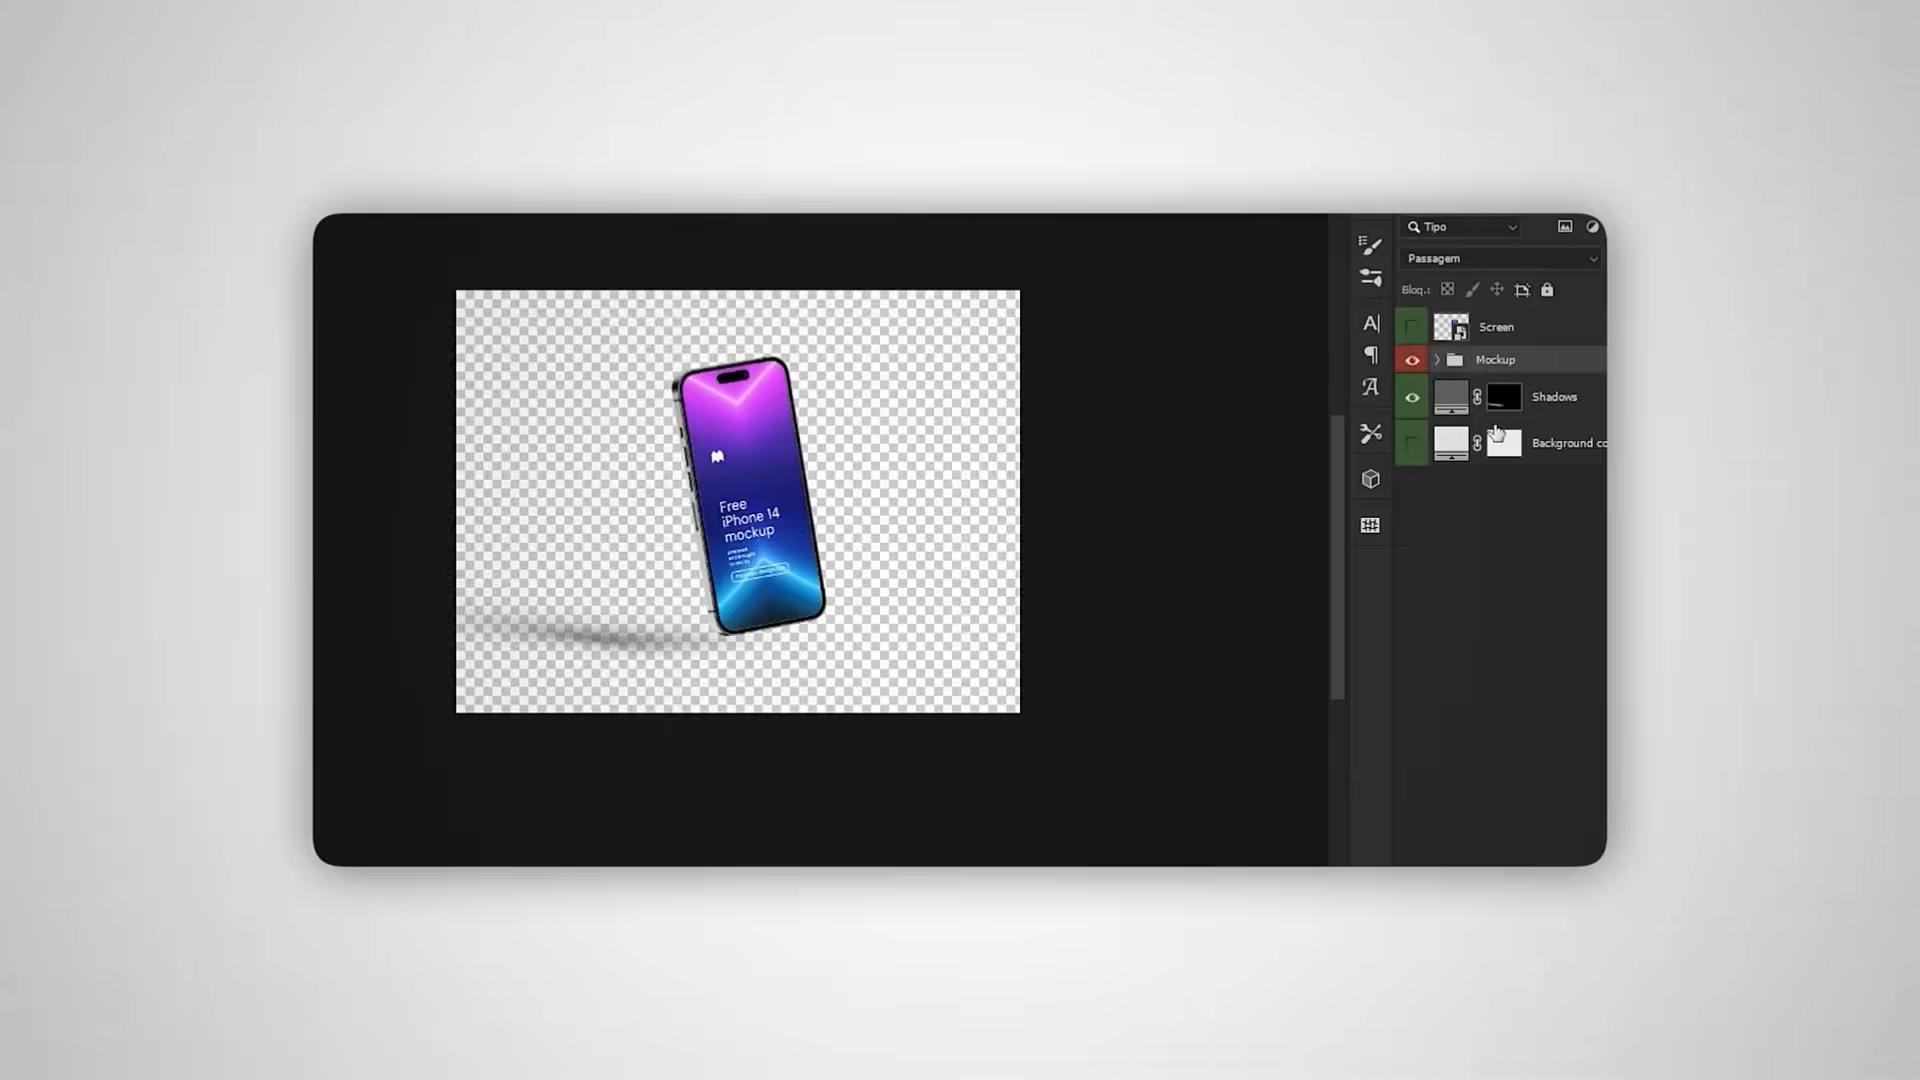 Tipo
Passagem
Bloq.:
Screen
Mockup
Shadows
Background co
Free
iPhone 14
mockup